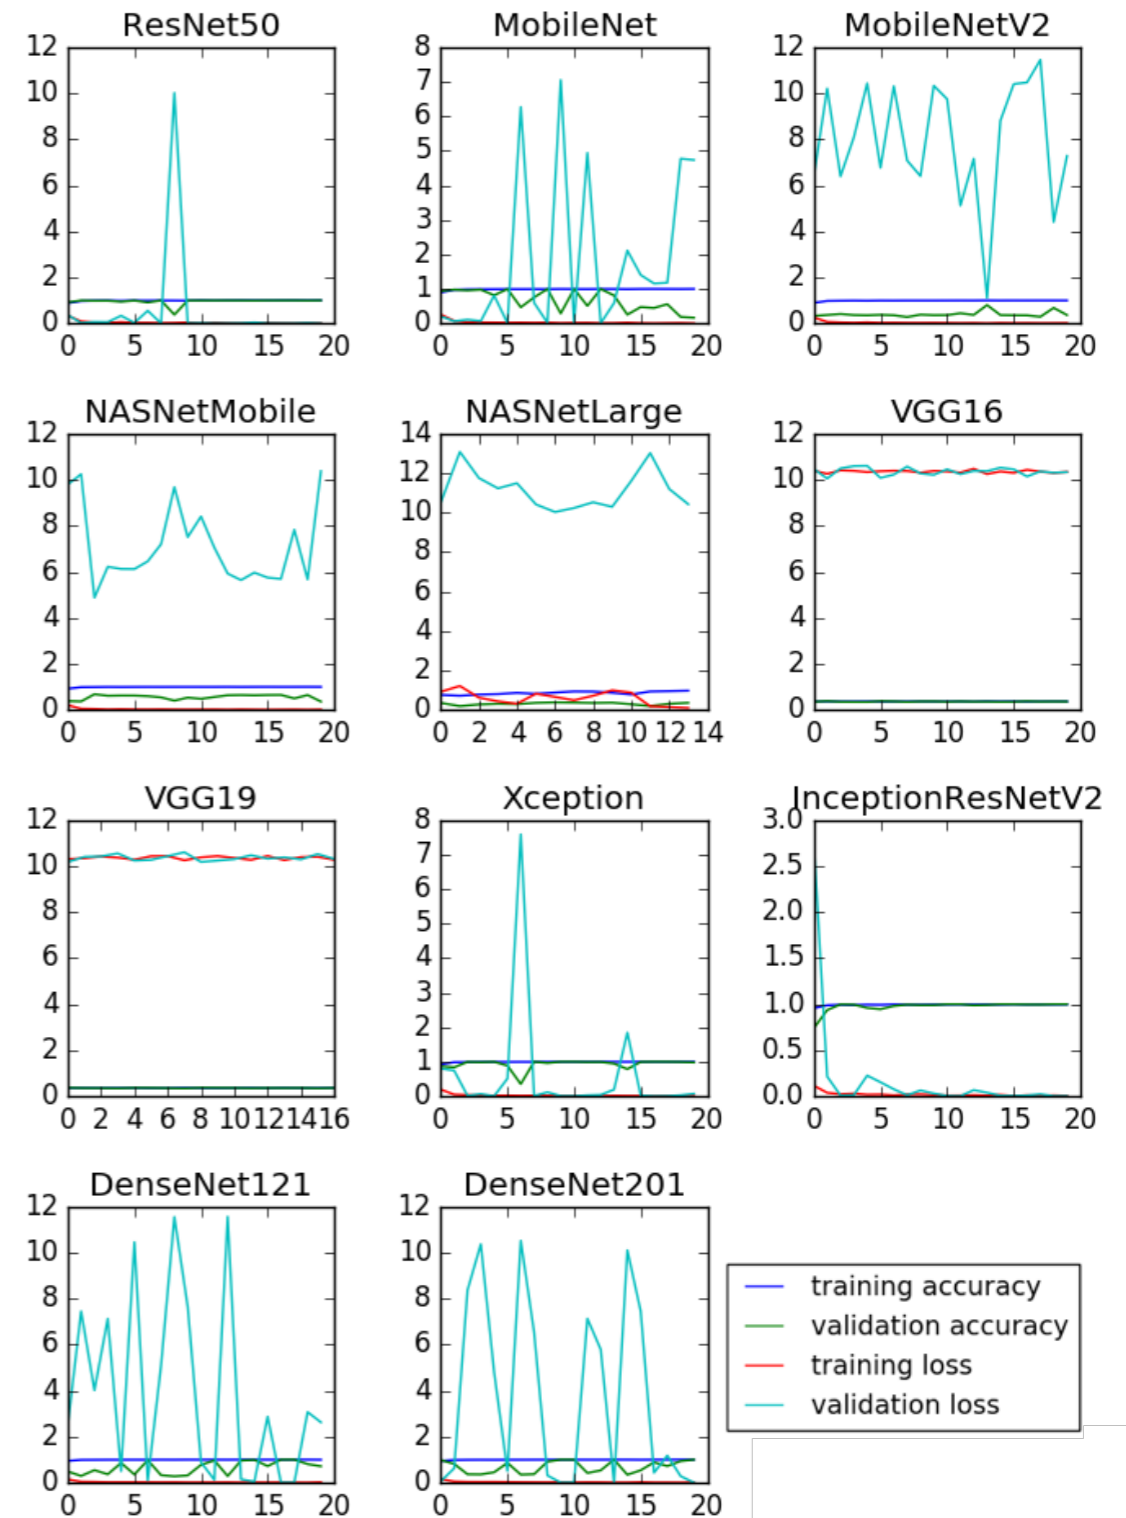 ResNet50 MobileNet MobileNetV2
12 8 12
10 7 10
8 6 8
6 5 6
4 4 4
2 3 2
0 2 0
1
0
0 5 10 15 20 0 5 10 15 20 0 5 10 15 20
NASNetMobile NASNetLarge VGG16
12 14 12
10 12 10
8 10 8
6 8 6
4 6 4
2 4 2
0 2 0
0
0 5 10 15 20 0 2 4 6 8 10 12 14 0 5 10 15 20
VGG19 Xception InceptionResNetV2
12 8 3.0
10 7 2.5
8 6 2.0
6 5 1.5
4 4 1.0
2 3 0.5
0 2 0.0
1
0
0 2 4 6 8 10 12 14 16 0 5 10 15 20 0 5 10 15 20
DenseNet121 DenseNet201
12 12
10 10
8 8
6 6
4 4
2 2
0 0
0 5 10 15 20 0 5 10 15 20
training accuracy
validation accuracy
training loss
validation loss